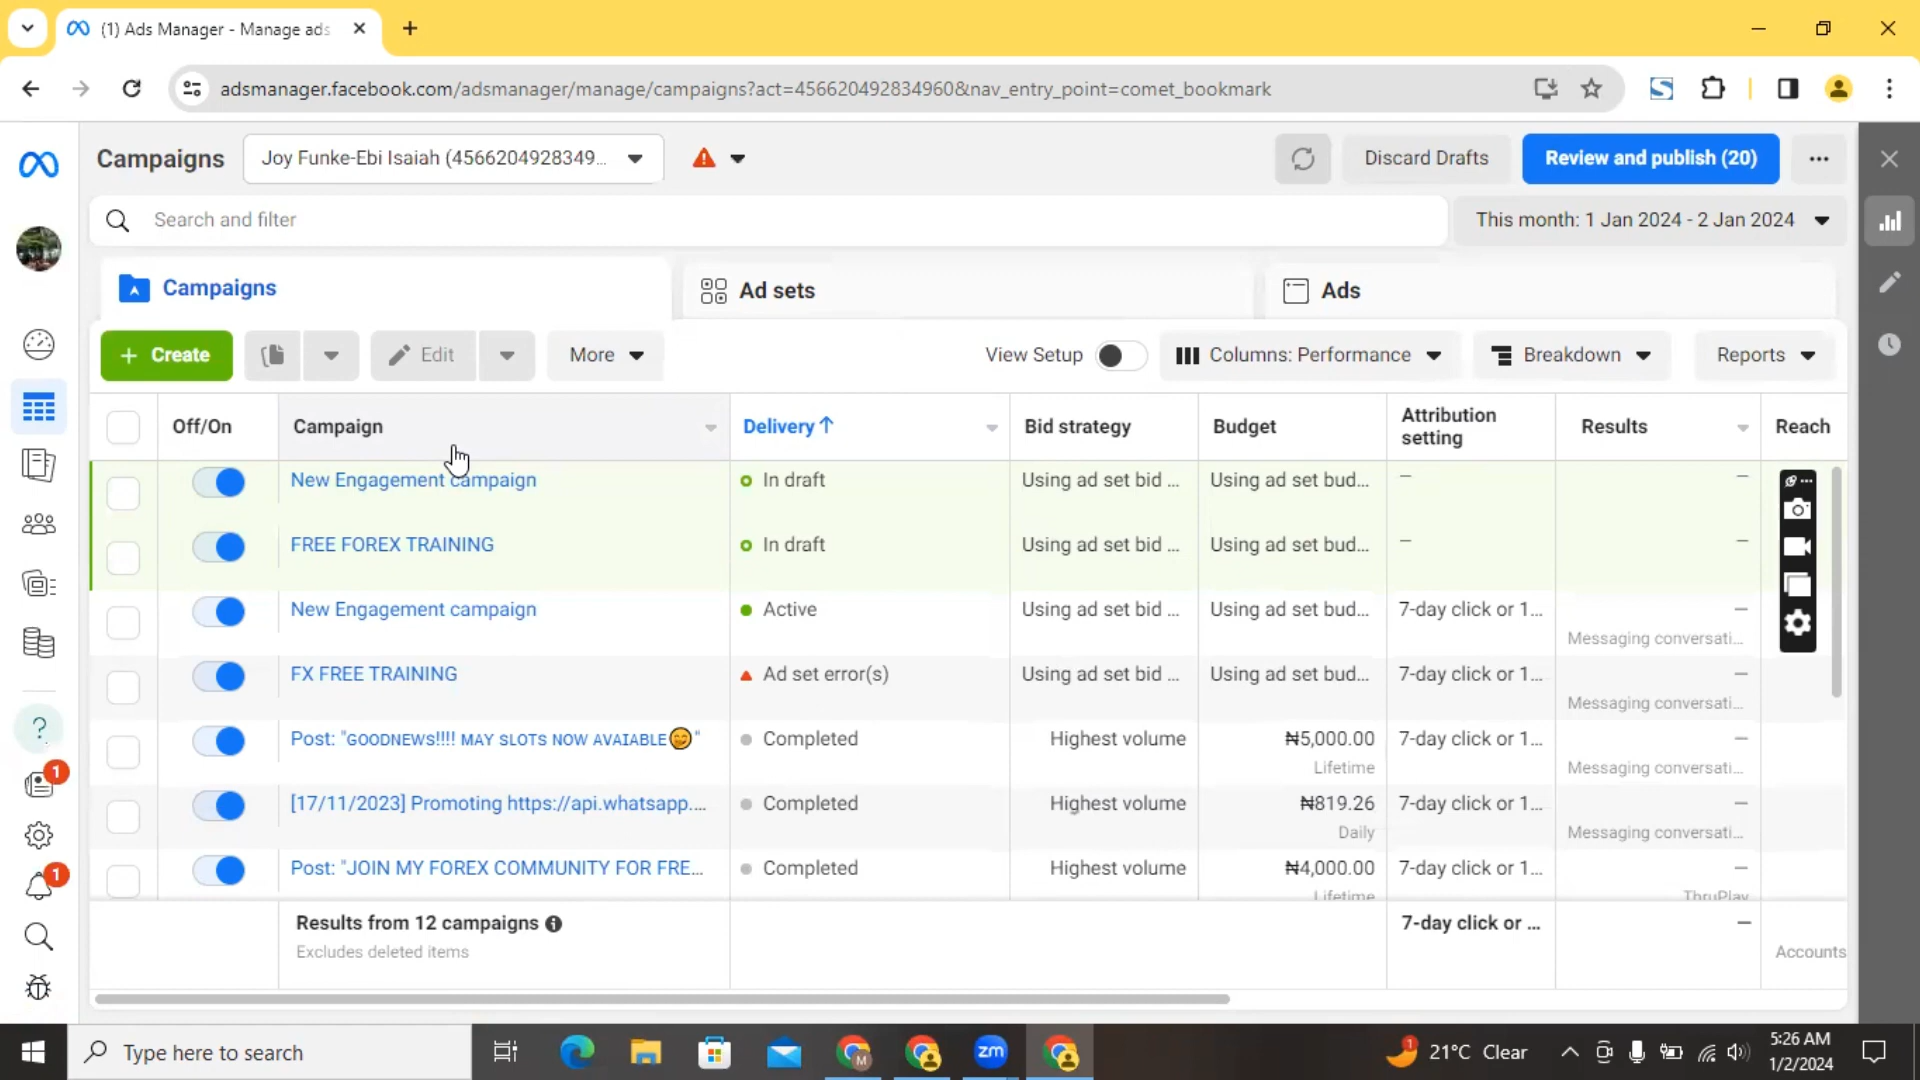 (1) Ads Manager - Manage ads
adsmanager.facebook.com/adsmanager/manage/campaigns?act=456620492834960&nav_entry_point=comet_bookmark
Campaigns
Joy Funke-Ebi Isaiah (4566204928349...
Discard Drafts
Review and publish (20)
Search and filter
This month: 1 Jan 2024 - 2 Jan 2024
Campaigns
Ad sets
Ads
+ Create
Edit
More
View Setup
Columns: Performance
Breakdown
Reports
Off/On
Campaign
Delivery ↑
Bid strategy
Budget
Attribution
setting
Results
Reach
New Engagement campaign
In draft
Using ad set bid ...
Using ad set bud...
—
—
FREE FOREX TRAINING
In draft
Using ad set bid ...
Using ad set bud...
—
—
New Engagement campaign
Active
Using ad set bid ...
Using ad set bud...
7-day click or 1...
—
Messaging conversati...
FX FREE TRAINING
Ad set error(s)
Using ad set bid ...
Using ad set bud...
7-day click or 1...
—
Messaging conversati...
Post: "ɢᴏᴏᴅɴᴇᴡs!!!! ᴍᴀʏ sʟᴏᴛs ɴᴏᴡ ᴀᴠᴀɪᴀʙʟᴇ😁"
Completed
Highest volume
₦5,000.00
Lifetime
7-day click or 1...
—
Messaging conversati...
[17/11/2023] Promoting https://api.whatsapp....
Completed
Highest volume
₦819.26
Daily
7-day click or 1...
—
Messaging conversati...
Post: "JOIN MY FOREX COMMUNITY FOR FRE...
Completed
Highest volume
₦4,000.00
Lifetime
7-day click or 1...
—
ThruPlay
Results from 12 campaigns
Excludes deleted items
7-day click or ...
—
Accounts
?
1
1
Type here to search
M
zm
1
21°C Clear
5:26 AM
1/2/2024